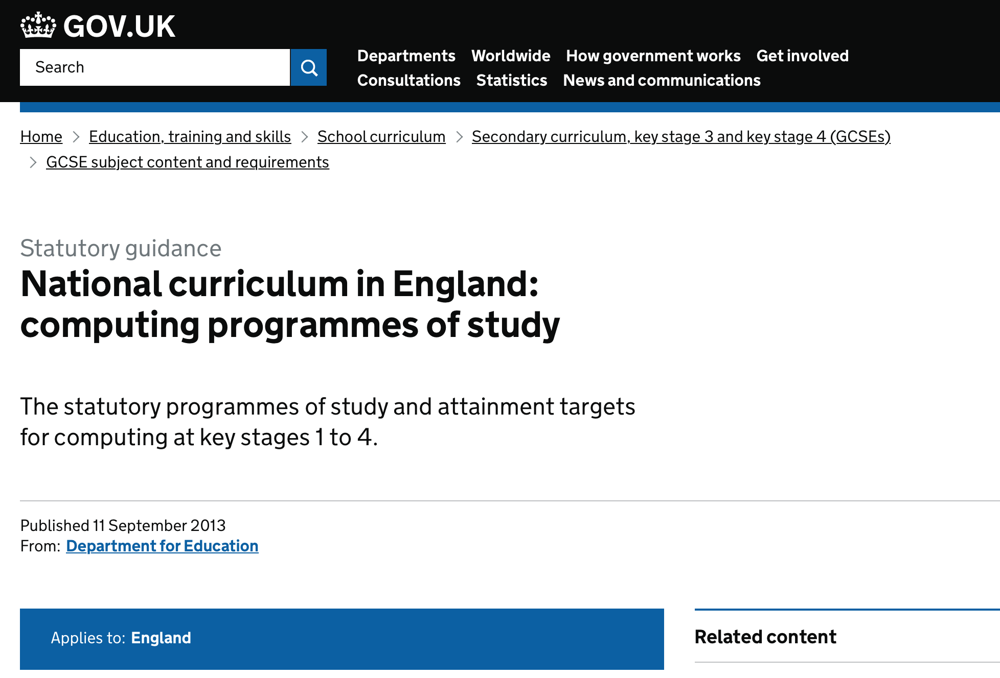 GOV.UK
Search
Departments Worldwide How government works Get involved
Consultations Statistics News and communications
Home Education, training and skills School curriculum Secondary curriculum, key stage 3 and key stage 4 (GCSEs)
GCSE subject content and requirements
Statutory guidance
National curriculum in England:
computing programmes of study
The statutory programmes of study and attainment targets
for computing at key stages 1 to 4.
Published 11 September 2013
From: Department for Education
Applies to: England
Related content